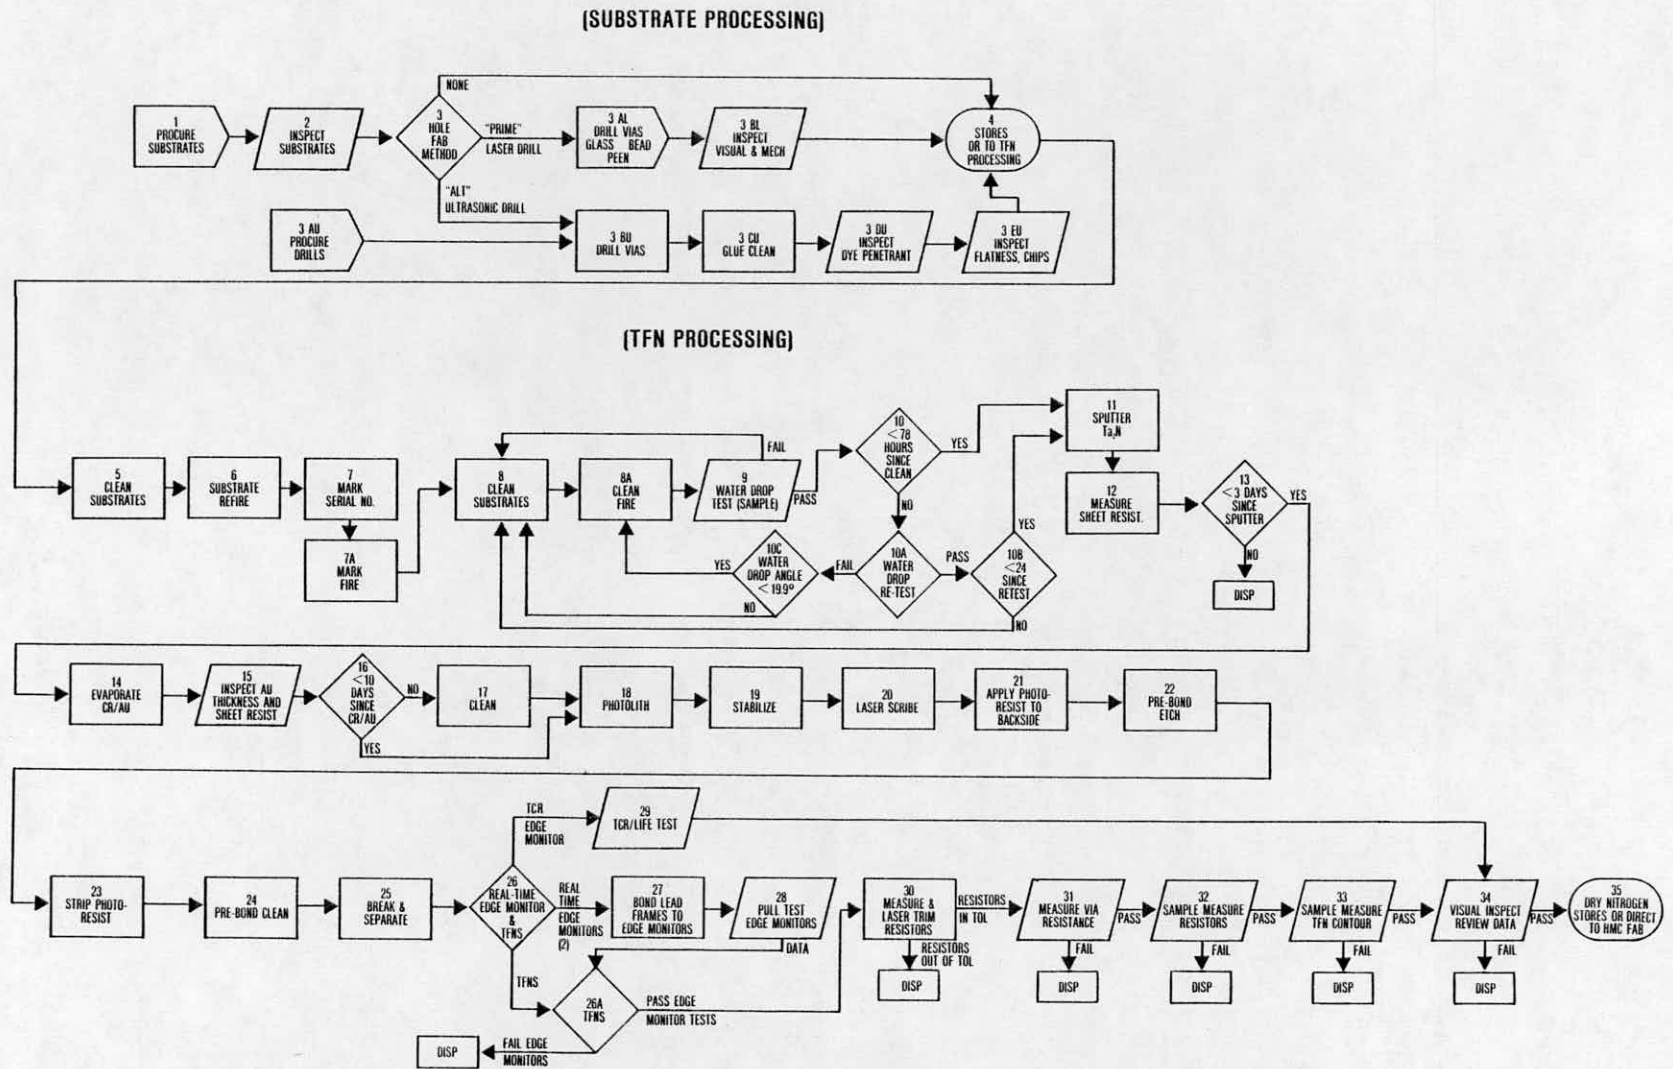 (SUBSTRATE PROCESSING)
NONE
1
PROCURE
SUBSTRATES
2
INSPECT
SUBSTRATES
3
HOLE
FAB
METHOD
"PRIME"
LASER DRILL
3 AL
DRILL VIAS
GLASS BEAD
PEEN
3 BL
INSPECT
VISUAL & MECH
4
STORES
OR TO TFN
PROCESSING
"ALT"
ULTRASONIC DRILL
3 AU
PROCURE
DRILLS
3 BU
DRILL VIAS
3 CU
GLUE CLEAN
3 DU
INSPECT
DYE PENETRANT
3 EU
INSPECT
FLATNESS, CHIPS
(TFN PROCESSING)
5
CLEAN
SUBSTRATES
6
SUBSTRATE
REFIRE
7
MARK
SERIAL NO.
7A
MARK
FIRE
8
CLEAN
SUBSTRATES
8A
CLEAN
FIRE
9
WATER DROP
TEST (SAMPLE)
FAIL
PASS
10
<78
HOURS
SINCE
CLEAN
YES
NO
10A
WATER
DROP
RE-TEST
FAIL
PASS
10C
WATER
DROP ANGLE
<19.9°
YES
NO
10B
<24
SINCE
RETEST
YES
NO
11
SPUTTER
Ta₂N
12
MEASURE
SHEET RESIST.
13
<3 DAYS
SINCE
SPUTTER
YES
NO
DISP
14
EVAPORATE
CR/AU
15
INSPECT AU
THICKNESS AND
SHEET RESIST
16
<10
DAYS
SINCE
CR/AU
NO
YES
17
CLEAN
18
PHOTOLITH
19
STABILIZE
20
LASER SCRIBE
21
APPLY PHOTO-
RESIST TO
BACKSIDE
22
PRE-BOND
ETCH
23
STRIP PHOTO-
RESIST
24
PRE-BOND CLEAN
25
BREAK &
SEPARATE
26
REAL-TIME
EDGE MONITOR
&
TFNS
TCR
EDGE
MONITOR
29
TCR/LIFE TEST
REAL
TIME
EDGE
MONITORS
(2)
27
BOND LEAD
FRAMES TO
EDGE MONITORS
28
PULL TEST
EDGE MONITORS
DATA
TFNS
26A
TFNS
PASS EDGE
MONITOR TESTS
FAIL EDGE
MONITORS
DISP
30
MEASURE &
LASER TRIM
RESISTORS
RESISTORS
IN TOL
RESISTORS
OUT OF TOL
DISP
31
MEASURE VIA
RESISTANCE
PASS
FAIL
DISP
32
SAMPLE MEASURE
RESISTORS
PASS
FAIL
DISP
33
SAMPLE MEASURE
TFN CONTOUR
PASS
FAIL
DISP
34
VISUAL INSPECT
REVIEW DATA
PASS
FAIL
DISP
35
DRY NITROGEN
STORES OR DIRECT
TO HMC FAB